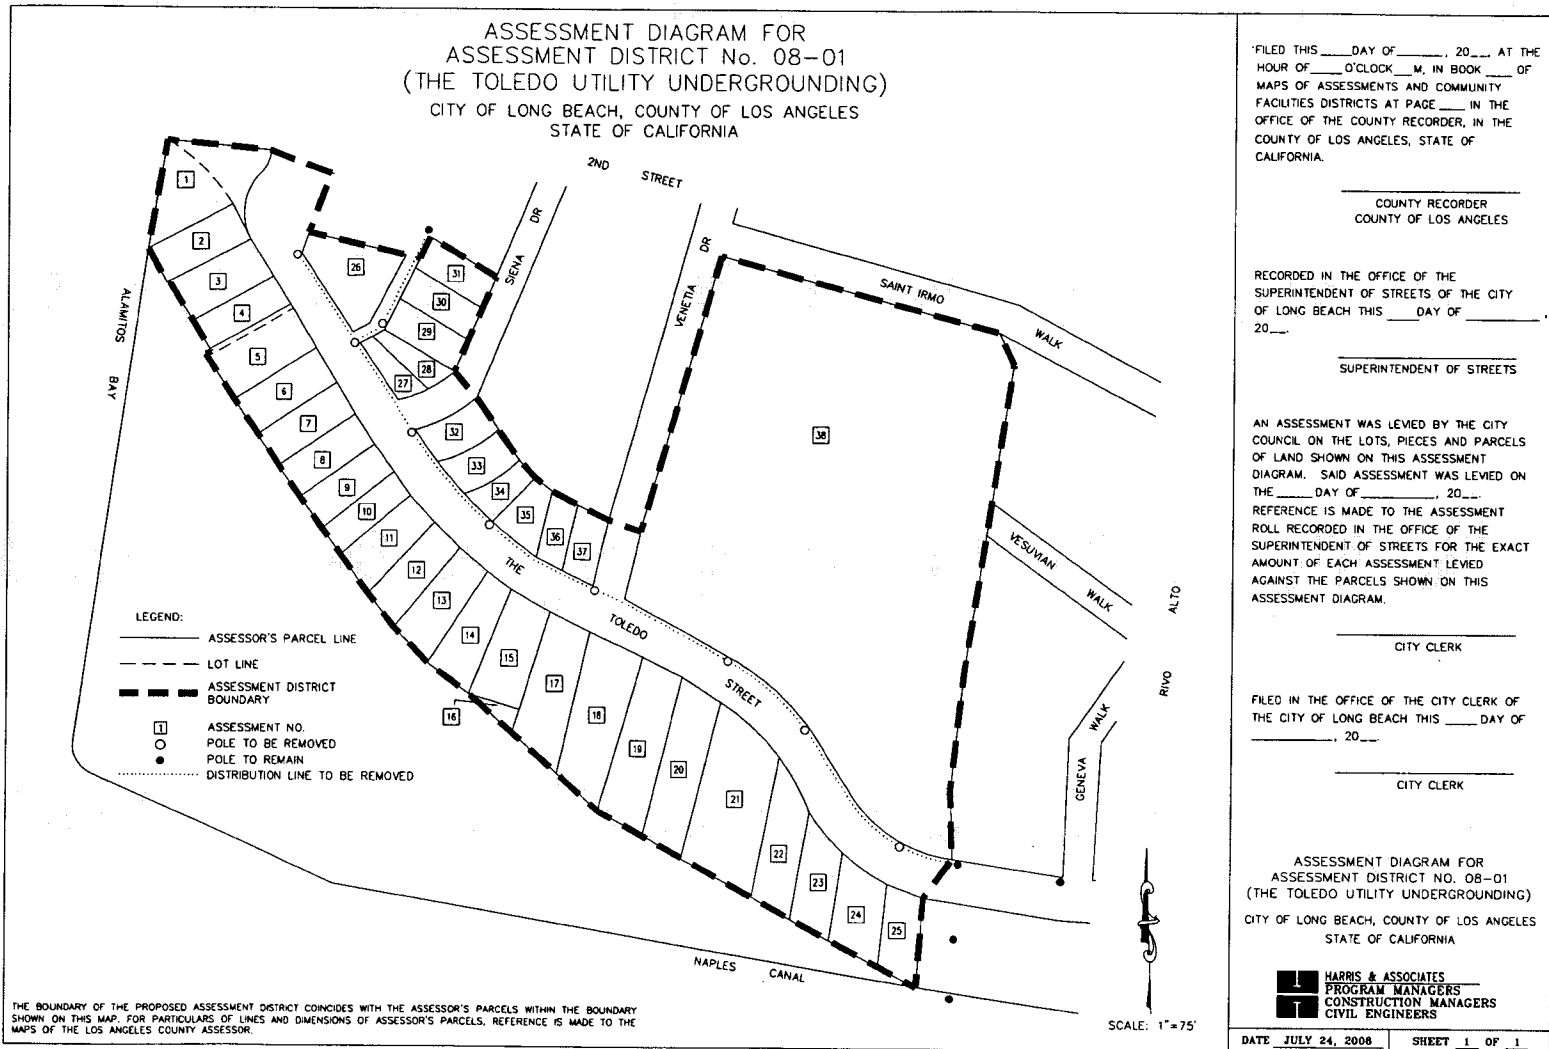 ASSESSMENT DIAGRAM FOR
ASSESSMENT DISTRICT No. 08-01
(THE TOLEDO UTILITY UNDERGROUNDING)
CITY OF LONG BEACH, COUNTY OF LOS ANGELES
STATE OF CALIFORNIA
2ND STREET
SIENA DR
VENETIA DR
SAINT IRMO WALK
VESUVIAN WALK
RIVO ALTO
GENEVA WALK
ALAMITOS BAY
THE TOLEDO STREET
NAPLES CANAL
1
2
3
4
5
6
7
8
9
10
11
12
13
14
15
16
17
18
19
20
21
22
23
24
25
26
27
28
29
30
31
32
33
34
35
36
37
38
LEGEND:
ASSESSOR'S PARCEL LINE
LOT LINE
ASSESSMENT DISTRICT
BOUNDARY
1 ASSESSMENT NO.
POLE TO BE REMOVED
POLE TO REMAIN
DISTRIBUTION LINE TO BE REMOVED
THE BOUNDARY OF THE PROPOSED ASSESSMENT DISTRICT COINCIDES WITH THE ASSESSOR'S PARCELS WITHIN THE BOUNDARY
SHOWN ON THIS MAP. FOR PARTICULARS OF LINES AND DIMENSIONS OF ASSESSOR'S PARCELS, REFERENCE IS MADE TO THE
MAPS OF THE LOS ANGELES COUNTY ASSESSOR.
SCALE: 1"=75'
FILED THIS ____DAY OF______, 20__, AT THE
HOUR OF____ O'CLOCK__M, IN BOOK ___ OF
MAPS OF ASSESSMENTS AND COMMUNITY
FACILITIES DISTRICTS AT PAGE ___ IN THE
OFFICE OF THE COUNTY RECORDER, IN THE
COUNTY OF LOS ANGELES, STATE OF
CALIFORNIA.
COUNTY RECORDER
COUNTY OF LOS ANGELES
RECORDED IN THE OFFICE OF THE
SUPERINTENDENT OF STREETS OF THE CITY
OF LONG BEACH THIS ____DAY OF _________,
20__.
SUPERINTENDENT OF STREETS
AN ASSESSMENT WAS LEVIED BY THE CITY
COUNCIL ON THE LOTS, PIECES AND PARCELS
OF LAND SHOWN ON THIS ASSESSMENT
DIAGRAM. SAID ASSESSMENT WAS LEVIED ON
THE ____ DAY OF _________, 20__.
REFERENCE IS MADE TO THE ASSESSMENT
ROLL RECORDED IN THE OFFICE OF THE
SUPERINTENDENT OF STREETS FOR THE EXACT
AMOUNT OF EACH ASSESSMENT LEVIED
AGAINST THE PARCELS SHOWN ON THIS
ASSESSMENT DIAGRAM.
CITY CLERK
FILED IN THE OFFICE OF THE CITY CLERK OF
THE CITY OF LONG BEACH THIS ____ DAY OF
__________, 20__.
CITY CLERK
ASSESSMENT DIAGRAM FOR
ASSESSMENT DISTRICT NO. 08-01
(THE TOLEDO UTILITY UNDERGROUNDING)
CITY OF LONG BEACH, COUNTY OF LOS ANGELES
STATE OF CALIFORNIA
HARRIS & ASSOCIATES
PROGRAM MANAGERS
CONSTRUCTION MANAGERS
CIVIL ENGINEERS
DATE JULY 24, 2008 SHEET 1 OF 1